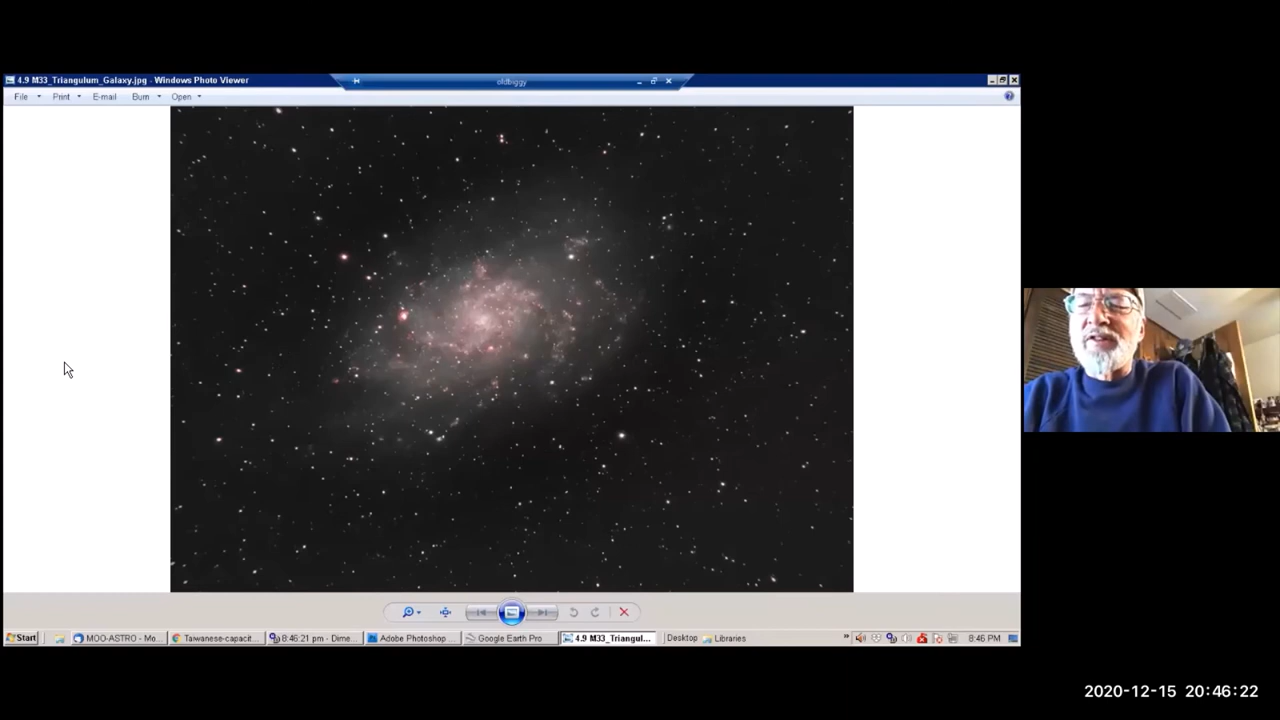 4.9 M33_Triangulum_Galaxy.jpg - Windows Photo Viewer
oldbiggy
File Print E-mail Burn Open
Start MOO-ASTRO - Mo... Taiwanese-capacit... 8:46:21 pm - Dime... Adobe Photoshop ... Google Earth Pro 4.9 M33_Triangul... Desktop Libraries 8:46 PM
2020-12-15 20:46:22